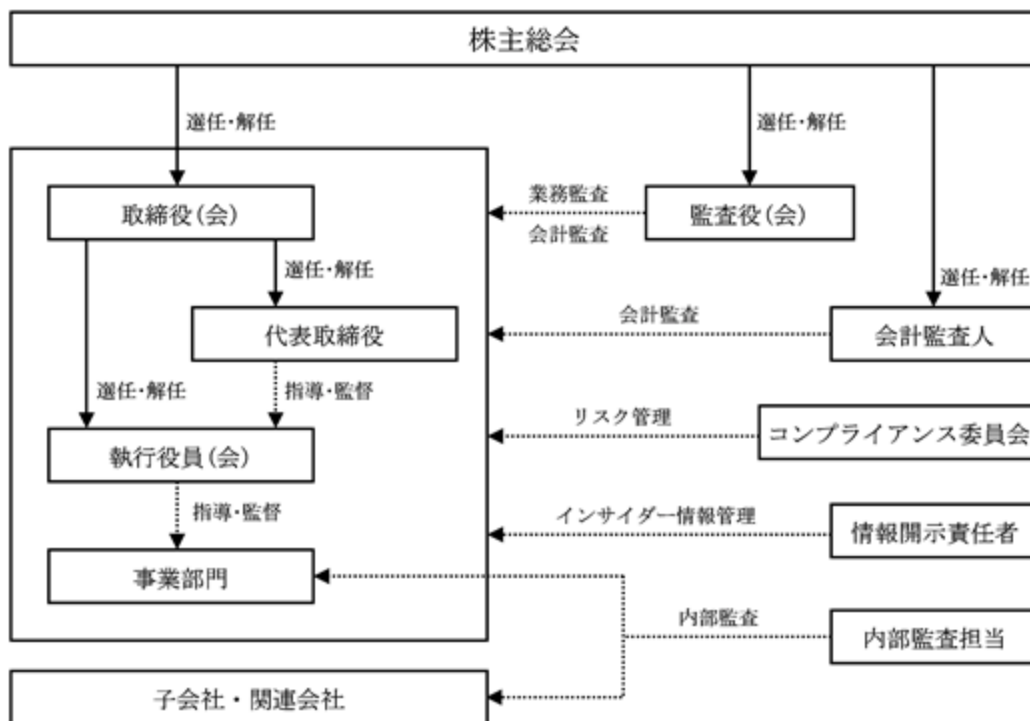 株主総会
選任・解任
選任・解任
取締役(会)
業務監査
会計監査
監査役(会)
選任・解任
選任・解任
代表取締役
会計監査
会計監査人
選任・解任
指導・監督
リスク管理
コンプライアンス委員会
執行役員(会)
指導・監督
インサイダー情報管理
情報開示責任者
事業部門
内部監査
内部監査担当
子会社・関連会社